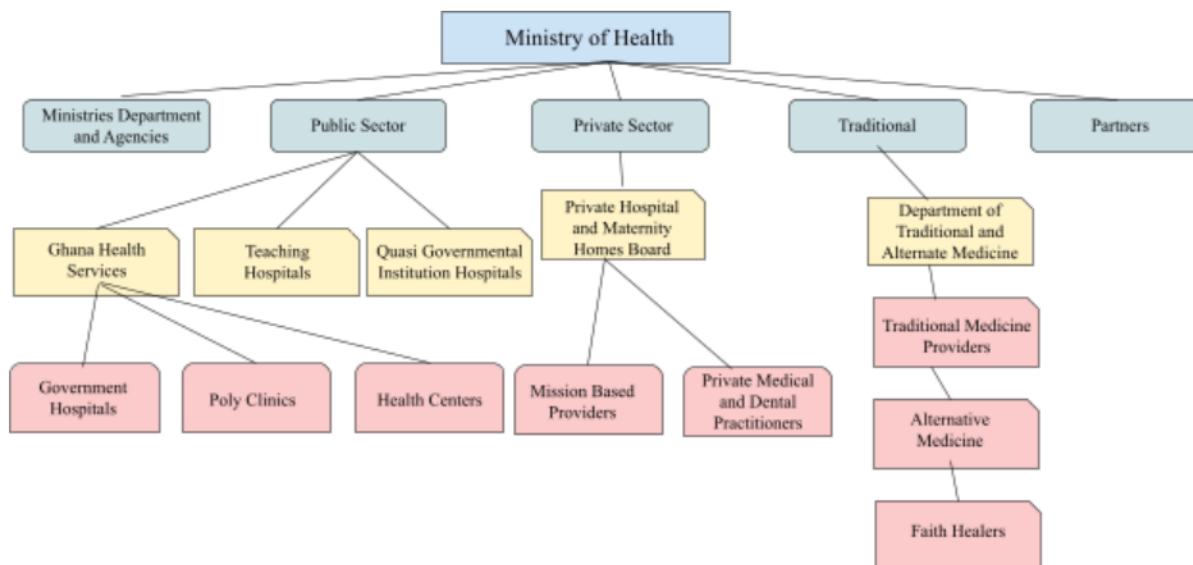 Ministry of Health
Ministries Department
and Agencies
Public Sector
Private Sector
Traditional
Partners
Ghana Health
Services
Teaching
Hospitals
Quasi Governmental
Institution Hospitals
Private Hospital
and Maternity
Homes Board
Department of
Traditional and
Alternate Medicine
Traditional Medicine
Providers
Government
Hospitals
Poly Clinics
Health Centers
Mission Based
Providers
Private Medical
and Dental
Practitioners
Alternative
Medicine
Faith Healers